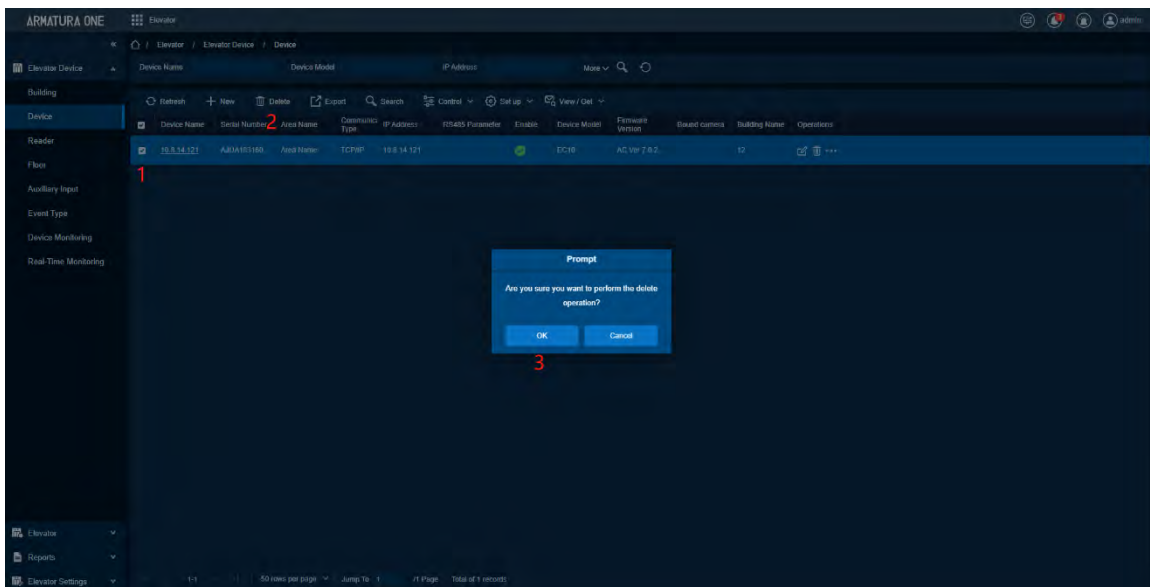 ARMATURA ONE
Elevator
admin
/ Elevator / Elevator Device / Device
Elevator Device
Device Name
Device Model
IP Address
More
Building
Refresh New Delete Export Search Control Set up View / Get
Device
Device Name Serial Number 2 Area Name Type IP Address RS485 Parameter Enable Device Model Firmware Version Bound camera Building Name Operations
Reader
10.8.14.121 Area Name TCP/IP 10.8.14.121 EC10 12
Floor
1
Auxiliary Input
Event Type
Device Monitoring
Real-Time Monitoring
Prompt
Are you sure you want to perform the delete
operation?
OK Cancel
3
Elevator
Reports
Elevator Settings
1-1 50 rows per page Jump To 1 /1 Page Total of 1 records